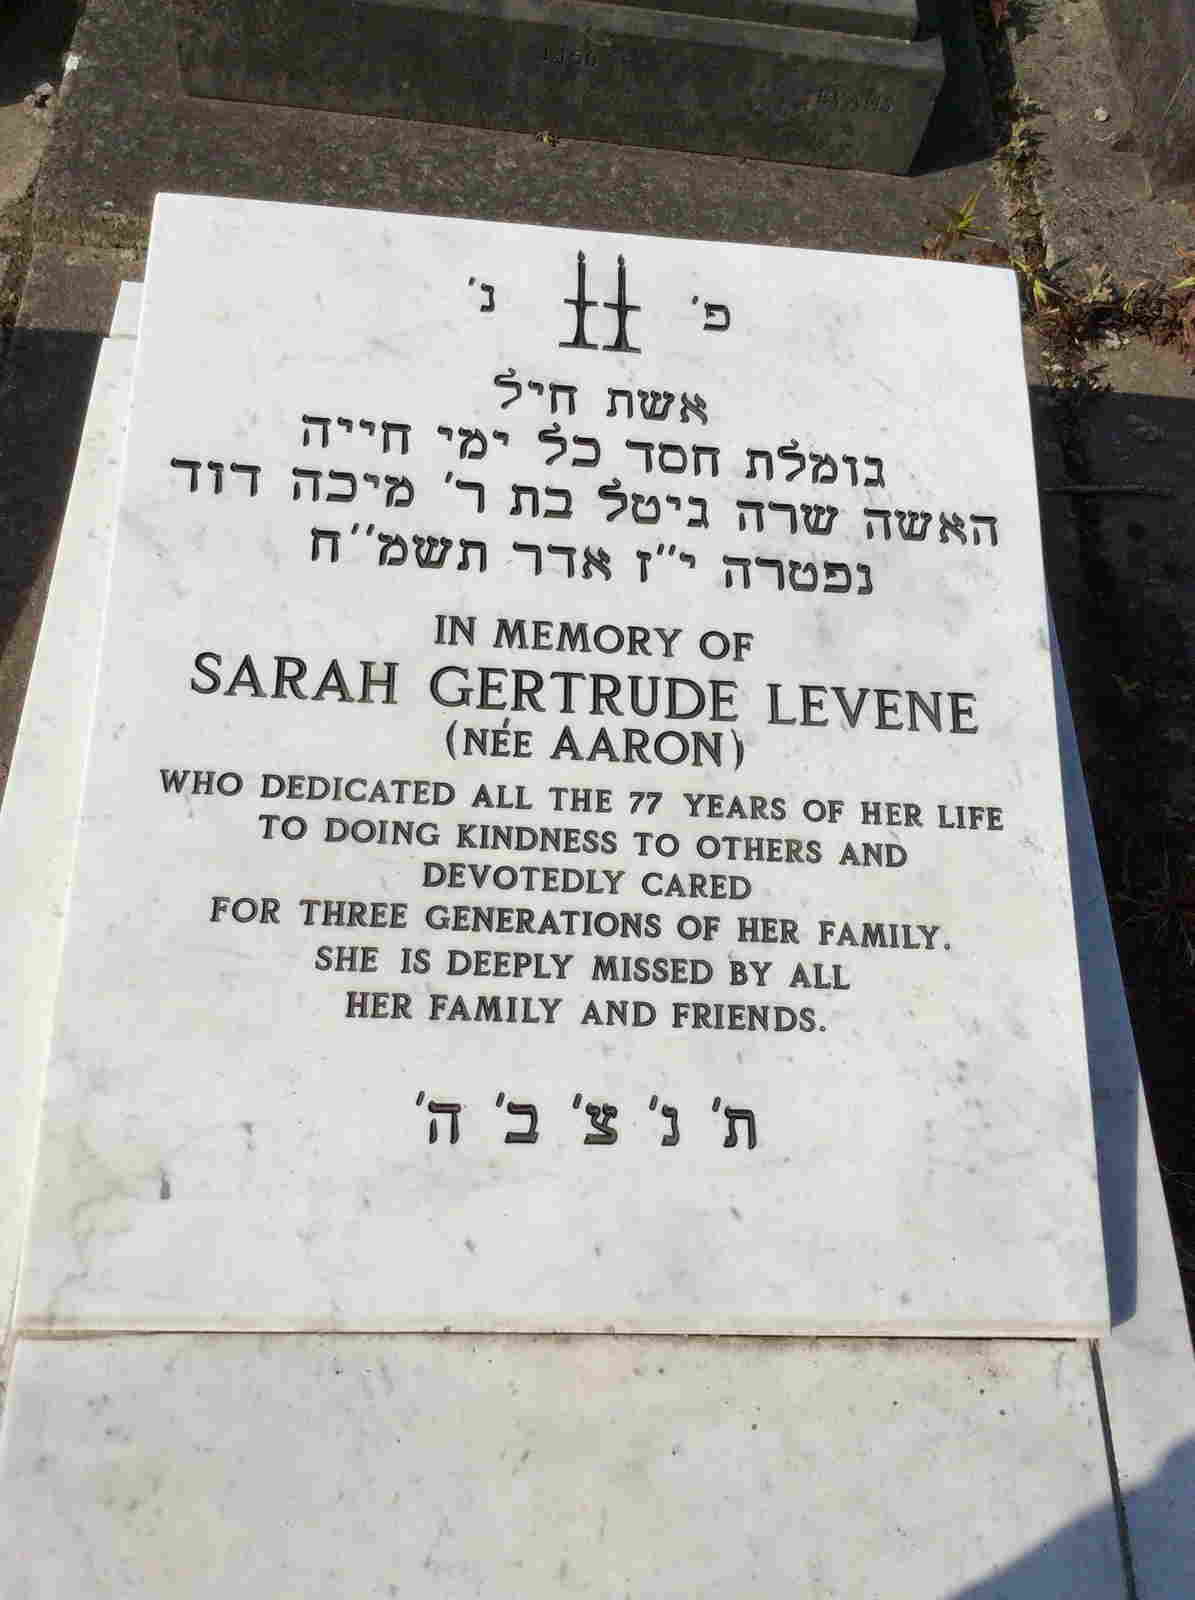 פ' נ'
אשת חיל
גומלת חסד כל ימי חייה
האשה שרה גיטל בת ר' מיכה דוד
נפטרה י"ז אדר תשמ"ח
IN MEMORY OF
SARAH GERTRUDE LEVENE
(NÉE AARON)
WHO DEDICATED ALL THE 77 YEARS OF HER LIFE
TO DOING KINDNESS TO OTHERS AND
DEVOTEDLY CARED
FOR THREE GENERATIONS OF HER FAMILY.
SHE IS DEEPLY MISSED BY ALL
HER FAMILY AND FRIENDS.
ת' נ' צ' ב' ה'